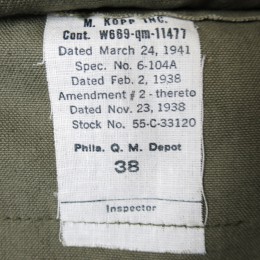 M. KOPP INC.
Cont. W669-qm-11477
Dated March 24, 1941
Spec. No. 6-104A
Dated Feb. 2, 1938
Amendment # 2 - thereto
Dated Nov. 23, 1938
Stock No. 55-C-33120
Phila. Q. M. Depot
38
Inspector